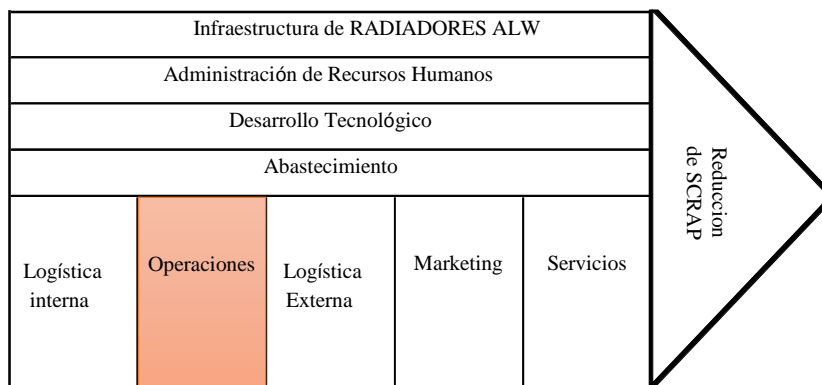 Infraestructura de RADIADORES ALW
Administración de Recursos Humanos
Desarrollo Tecnológico
Abastecimiento
Logística
interna
Operaciones
Logística
Externa
Marketing
Servicios
Reduccion
de SCRAP